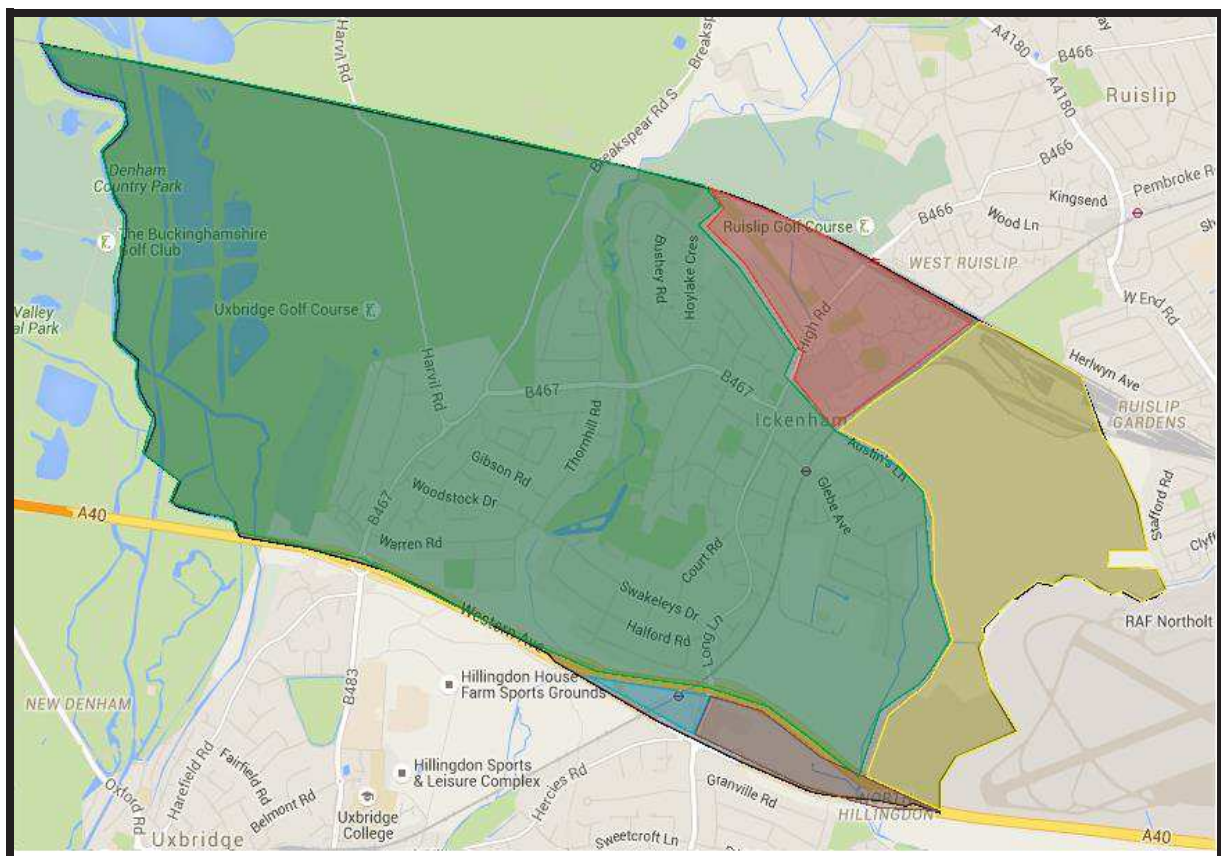 Harvil Rd
Breaksp
A4180
ay
B466
A4180
Ruislip
Breakspear Rd S
B466
Pembroke R
Denham
Country Park
Kingsend
B466
Wood Ln
Sh
The Buckinghamshire
Golf Club
Ruislip Golf Course
Bushey Rd
Hoylake Cres
WEST RUISLIP
Valley
al Park
Uxbridge Golf Course
W End Rd
High Rd
Harvil Rd
Herlwyn Ave
B467
B467
RUISLIP
GARDENS
Ickenham
Thornhill Rd
Austin's Ln
Gibson Rd
Glebe Ave
Stafford Rd
Woodstock Dr
B467
A40
Clyff
Warren Rd
Court Rd
Swakeleys Dr
RAF Northolt
Western Ave
Halford Rd
Long Ln
Hillingdon House
Farm Sports Grounds
B483
NEW DENHAM
Harefield Rd
Fairfield Rd
Hillingdon Sports
& Leisure Complex
Hercies Rd
Granville Rd
Oxford Rd
Belmont Rd
Uxbridge
College
NORTH
HILLINGDON
Uxbridge
Sweetcroft Ln
A40